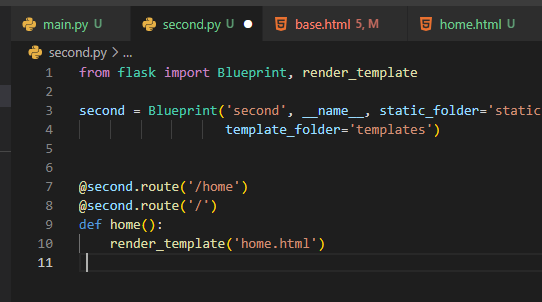 main.py U second.py U base.html 5, M home.html U
second.py > ...
1 from flask import Blueprint, render_template
2
3 second = Blueprint('second', __name__, static_folder='static
4 template_folder='templates')
5
6
7 @second.route('/home')
8 @second.route('/')
9 def home():
10 render_template('home.html')
11